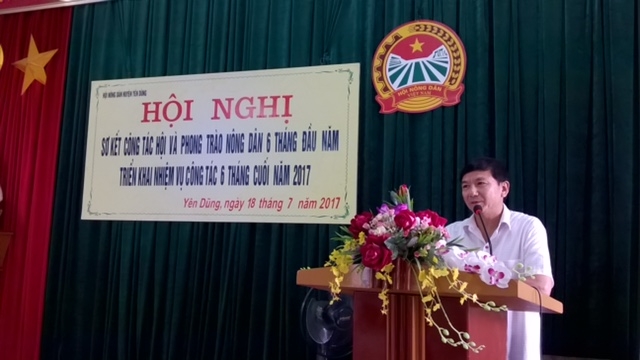 HỘI NÔNG DÂN HUYỆN YÊN DŨNG
HỘI NGHỊ
SƠ KẾT CÔNG TÁC HỘI VÀ PHONG TRÀO NÔNG DÂN 6 THÁNG ĐẦU NĂM
TRIỂN KHAI NHIỆM VỤ CÔNG TÁC 6 THÁNG CUỐI NĂM 2017
Yên Dũng, ngày 18 tháng 7 năm 2017
HỘI NÔNG DÂN
VIỆT NAM